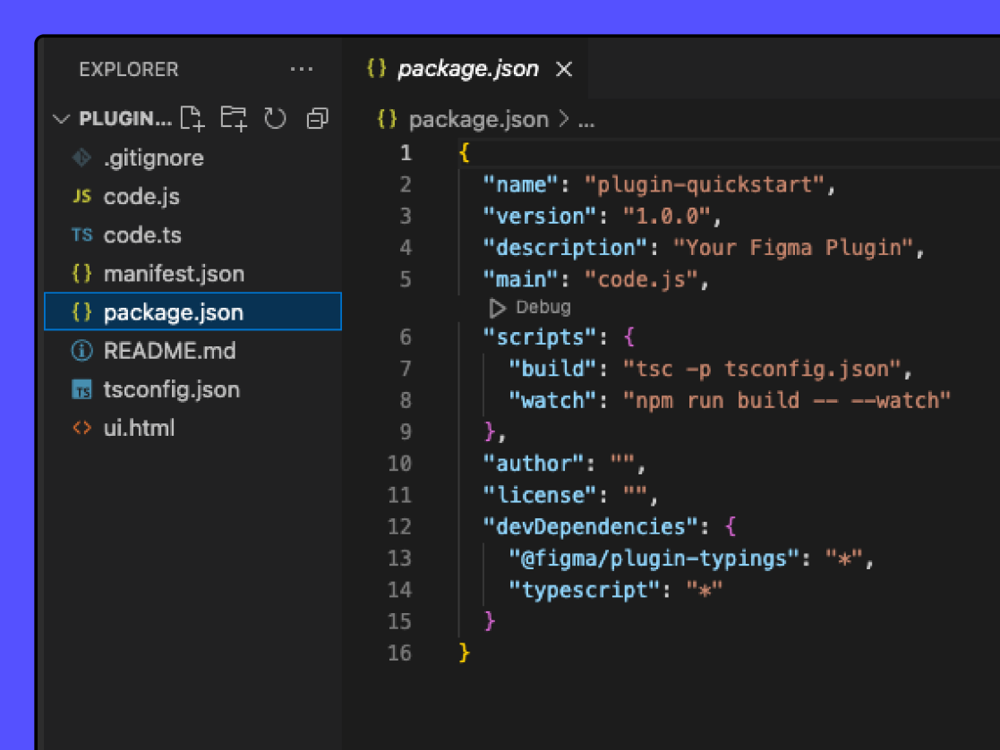 EXPLORER ...
PLUGIN...
.gitignore
JS code.js
TS code.ts
{} manifest.json
{} package.json
README.md
TS tsconfig.json
<> ui.html
{} package.json ×
{} package.json > ...
1 {
2 "name": "plugin-quickstart",
3 "version": "1.0.0",
4 "description": "Your Figma Plugin",
5 "main": "code.js",
Debug
6 "scripts": {
7 "build": "tsc -p tsconfig.json",
8 "watch": "npm run build -- --watch"
9 },
10 "author": "",
11 "license": "",
12 "devDependencies": {
13 "@figma/plugin-typings": "*",
14 "typescript": "*"
15 }
16 }